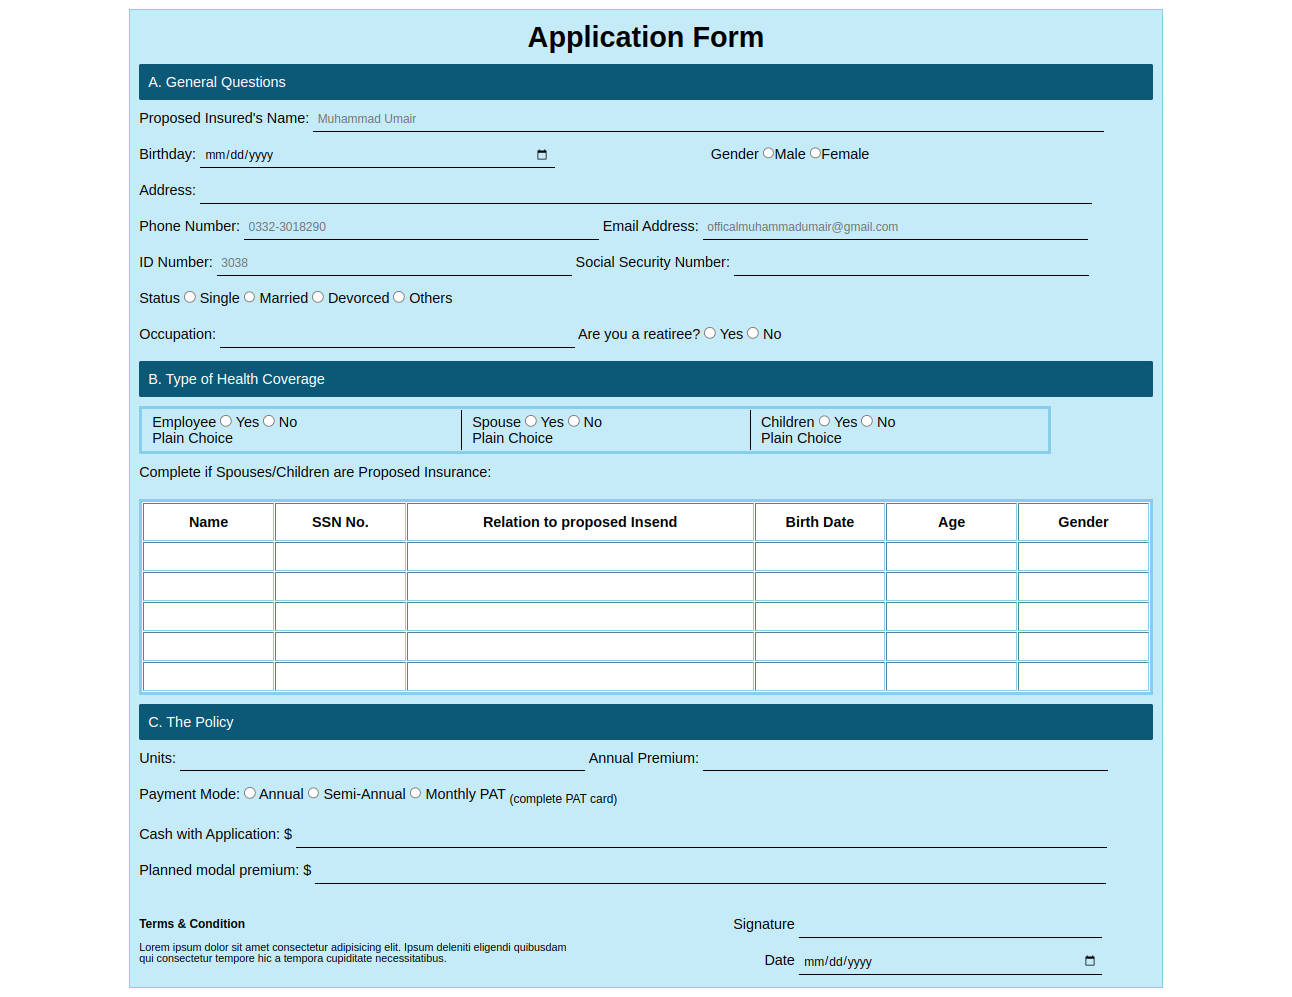 Application Form
A. General Questions
Proposed Insured's Name: Muhammad Umair
Birthday: mm/dd/yyyy Gender Male Female
Address:
Phone Number: 0332-3018290 Email Address: officalmuhammadumair@gmail.com
ID Number: 3038 Social Security Number:
Status Single Married Devorced Others
Occupation: Are you a reatiree? Yes No
B. Type of Health Coverage
Employee Yes No Spouse Yes No Children Yes No
Plain Choice Plain Choice Plain Choice
Complete if Spouses/Children are Proposed Insurance:
Name SSN No. Relation to proposed Insend Birth Date Age Gender
C. The Policy
Units: Annual Premium:
Payment Mode: Annual Semi-Annual Monthly PAT (complete PAT card)
Cash with Application: $
Planned modal premium: $
Terms & Condition Signature
Lorem ipsum dolor sit amet consectetur adipisicing elit. Ipsum deleniti eligendi quibusdam
qui consectetur tempore hic a tempora cupiditate necessitatibus.
Date mm/dd/yyyy